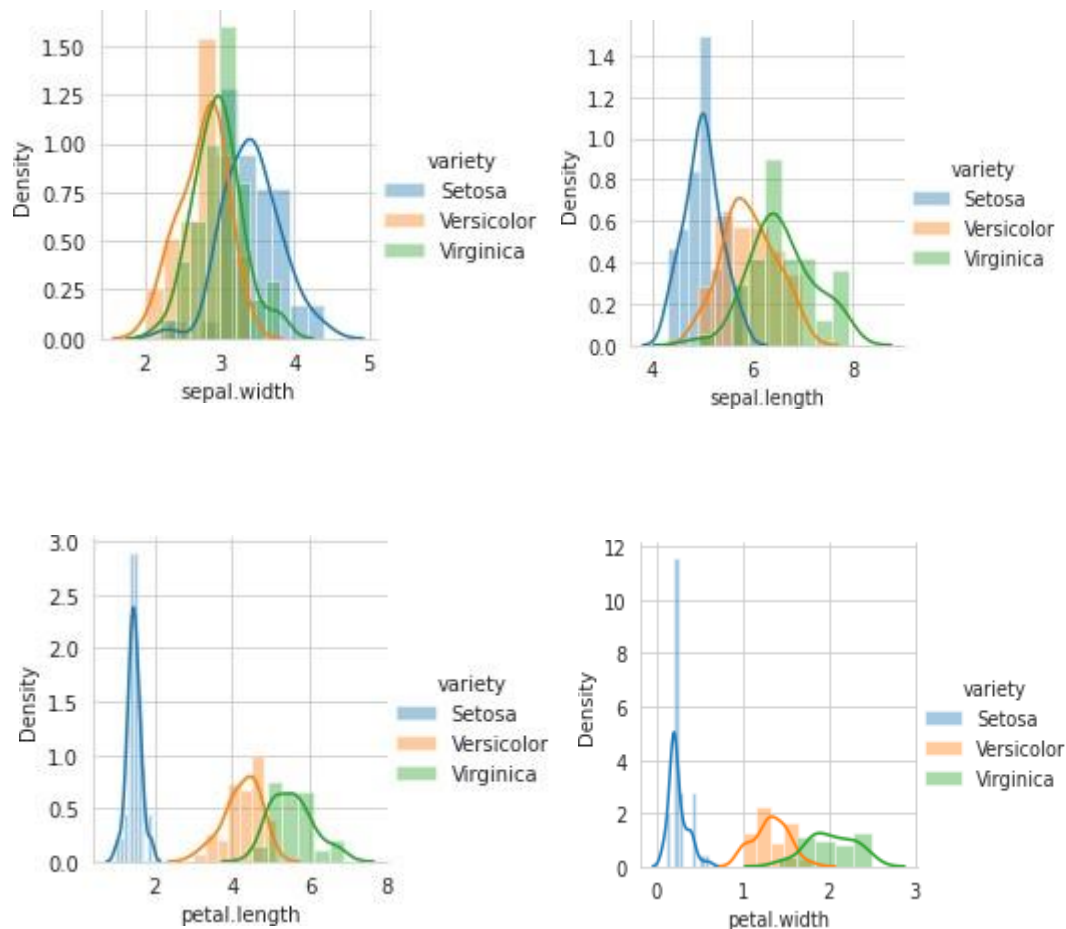 1.50
1.25
1.00
0.75
0.50
0.25
0.00
Density
2 3 4 5
sepal.width
variety
Setosa
Versicolor
Virginica
1.4
1.2
1.0
0.8
0.6
0.4
0.2
0.0
Density
4 6 8
sepal.length
variety
Setosa
Versicolor
Virginica
3.0
2.5
2.0
1.5
1.0
0.5
0.0
Density
2 4 6 8
petal.length
variety
Setosa
Versicolor
Virginica
12
10
8
6
4
2
0
Density
0 1 2 3
petal.width
variety
Setosa
Versicolor
Virginica